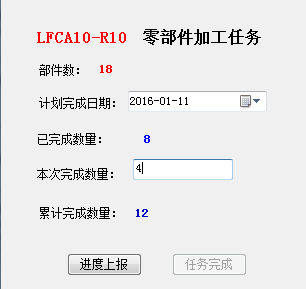 LFCA10-R10 零部件加工任务
部件数： 18
计划完成日期： 2016-01-11
已完成数量： 8
本次完成数量： 4
累计完成数量： 12
进度上报 任务完成